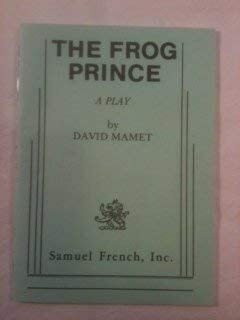 THE FROG
PRINCE
A PLAY
by
DAVID MAMET
Samuel French, Inc.